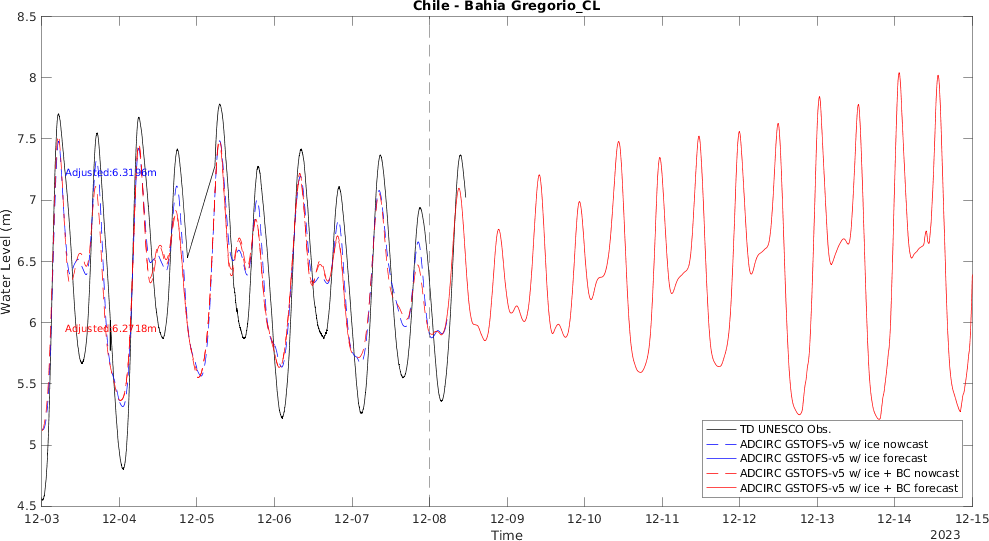 Chile - Bahia Gregorio_CL
8.5
8
7.5
7
6.5
6
5.5
5
4.5
Water Level (m)
Adjusted:6.3196m
Adjusted:6.2718m
TD UNESCO Obs.
ADCIRC GSTOFS-v5 w/ ice nowcast
ADCIRC GSTOFS-v5 w/ ice forecast
ADCIRC GSTOFS-v5 w/ ice + BC nowcast
ADCIRC GSTOFS-v5 w/ ice + BC forecast
12-03 12-04 12-05 12-06 12-07 12-08 12-09 12-10 12-11 12-12 12-13 12-14 12-15
Time
2023